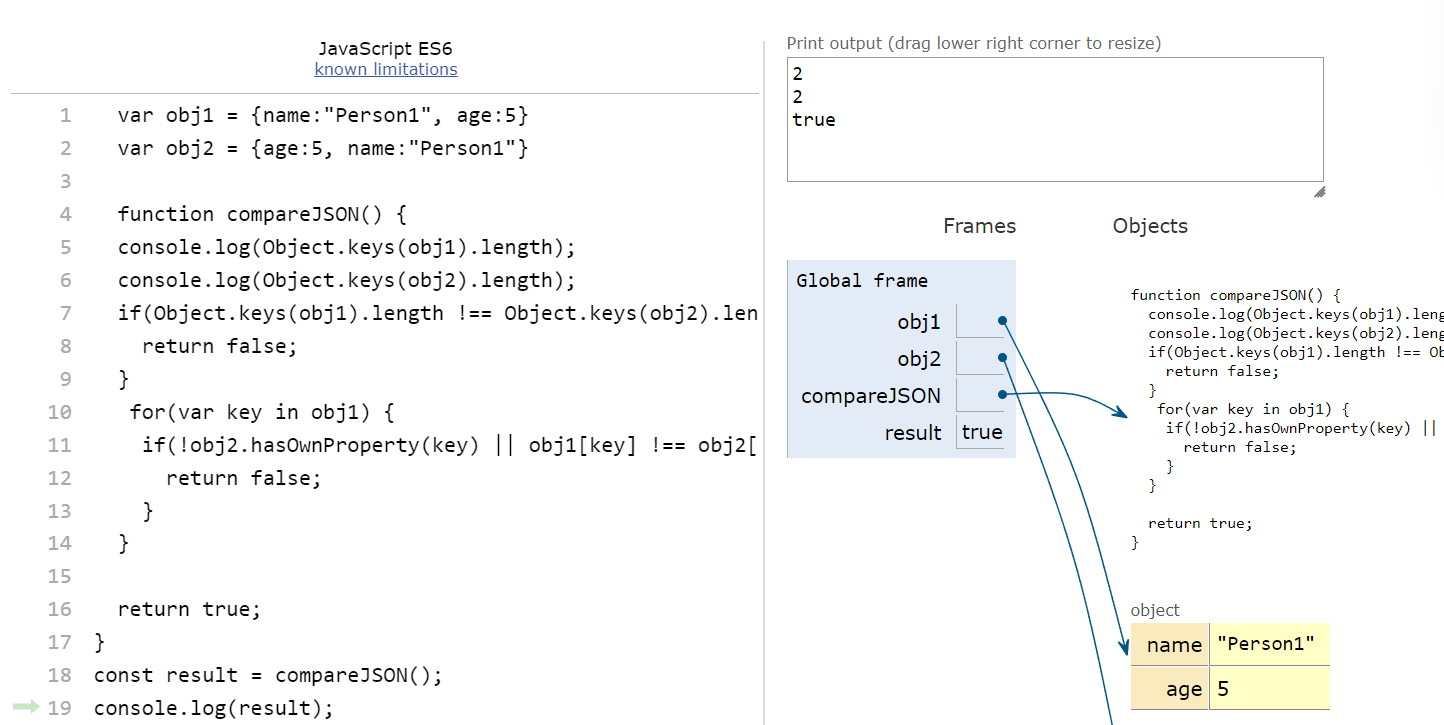 JavaScript ES6
known limitations
1 var obj1 = {name:"Person1", age:5}
2 var obj2 = {age:5, name:"Person1"}
3
4 function compareJSON() {
5 console.log(Object.keys(obj1).length);
6 console.log(Object.keys(obj2).length);
7 if(Object.keys(obj1).length !== Object.keys(obj2).len
8 return false;
9 }
10 for(var key in obj1) {
11 if(!obj2.hasOwnProperty(key) || obj1[key] !== obj2[
12 return false;
13 }
14 }
15
16 return true;
17 }
18 const result = compareJSON();
19 console.log(result);
Print output (drag lower right corner to resize)
2
2
true
Frames
Objects
Global frame
obj1
obj2
compareJSON
result true
function compareJSON() {
console.log(Object.keys(obj1).leng
console.log(Object.keys(obj2).leng
if(Object.keys(obj1).length !== Ob
return false;
}
for(var key in obj1) {
if(!obj2.hasOwnProperty(key) ||
return false;
}
}
return true;
}
object
name "Person1"
age 5